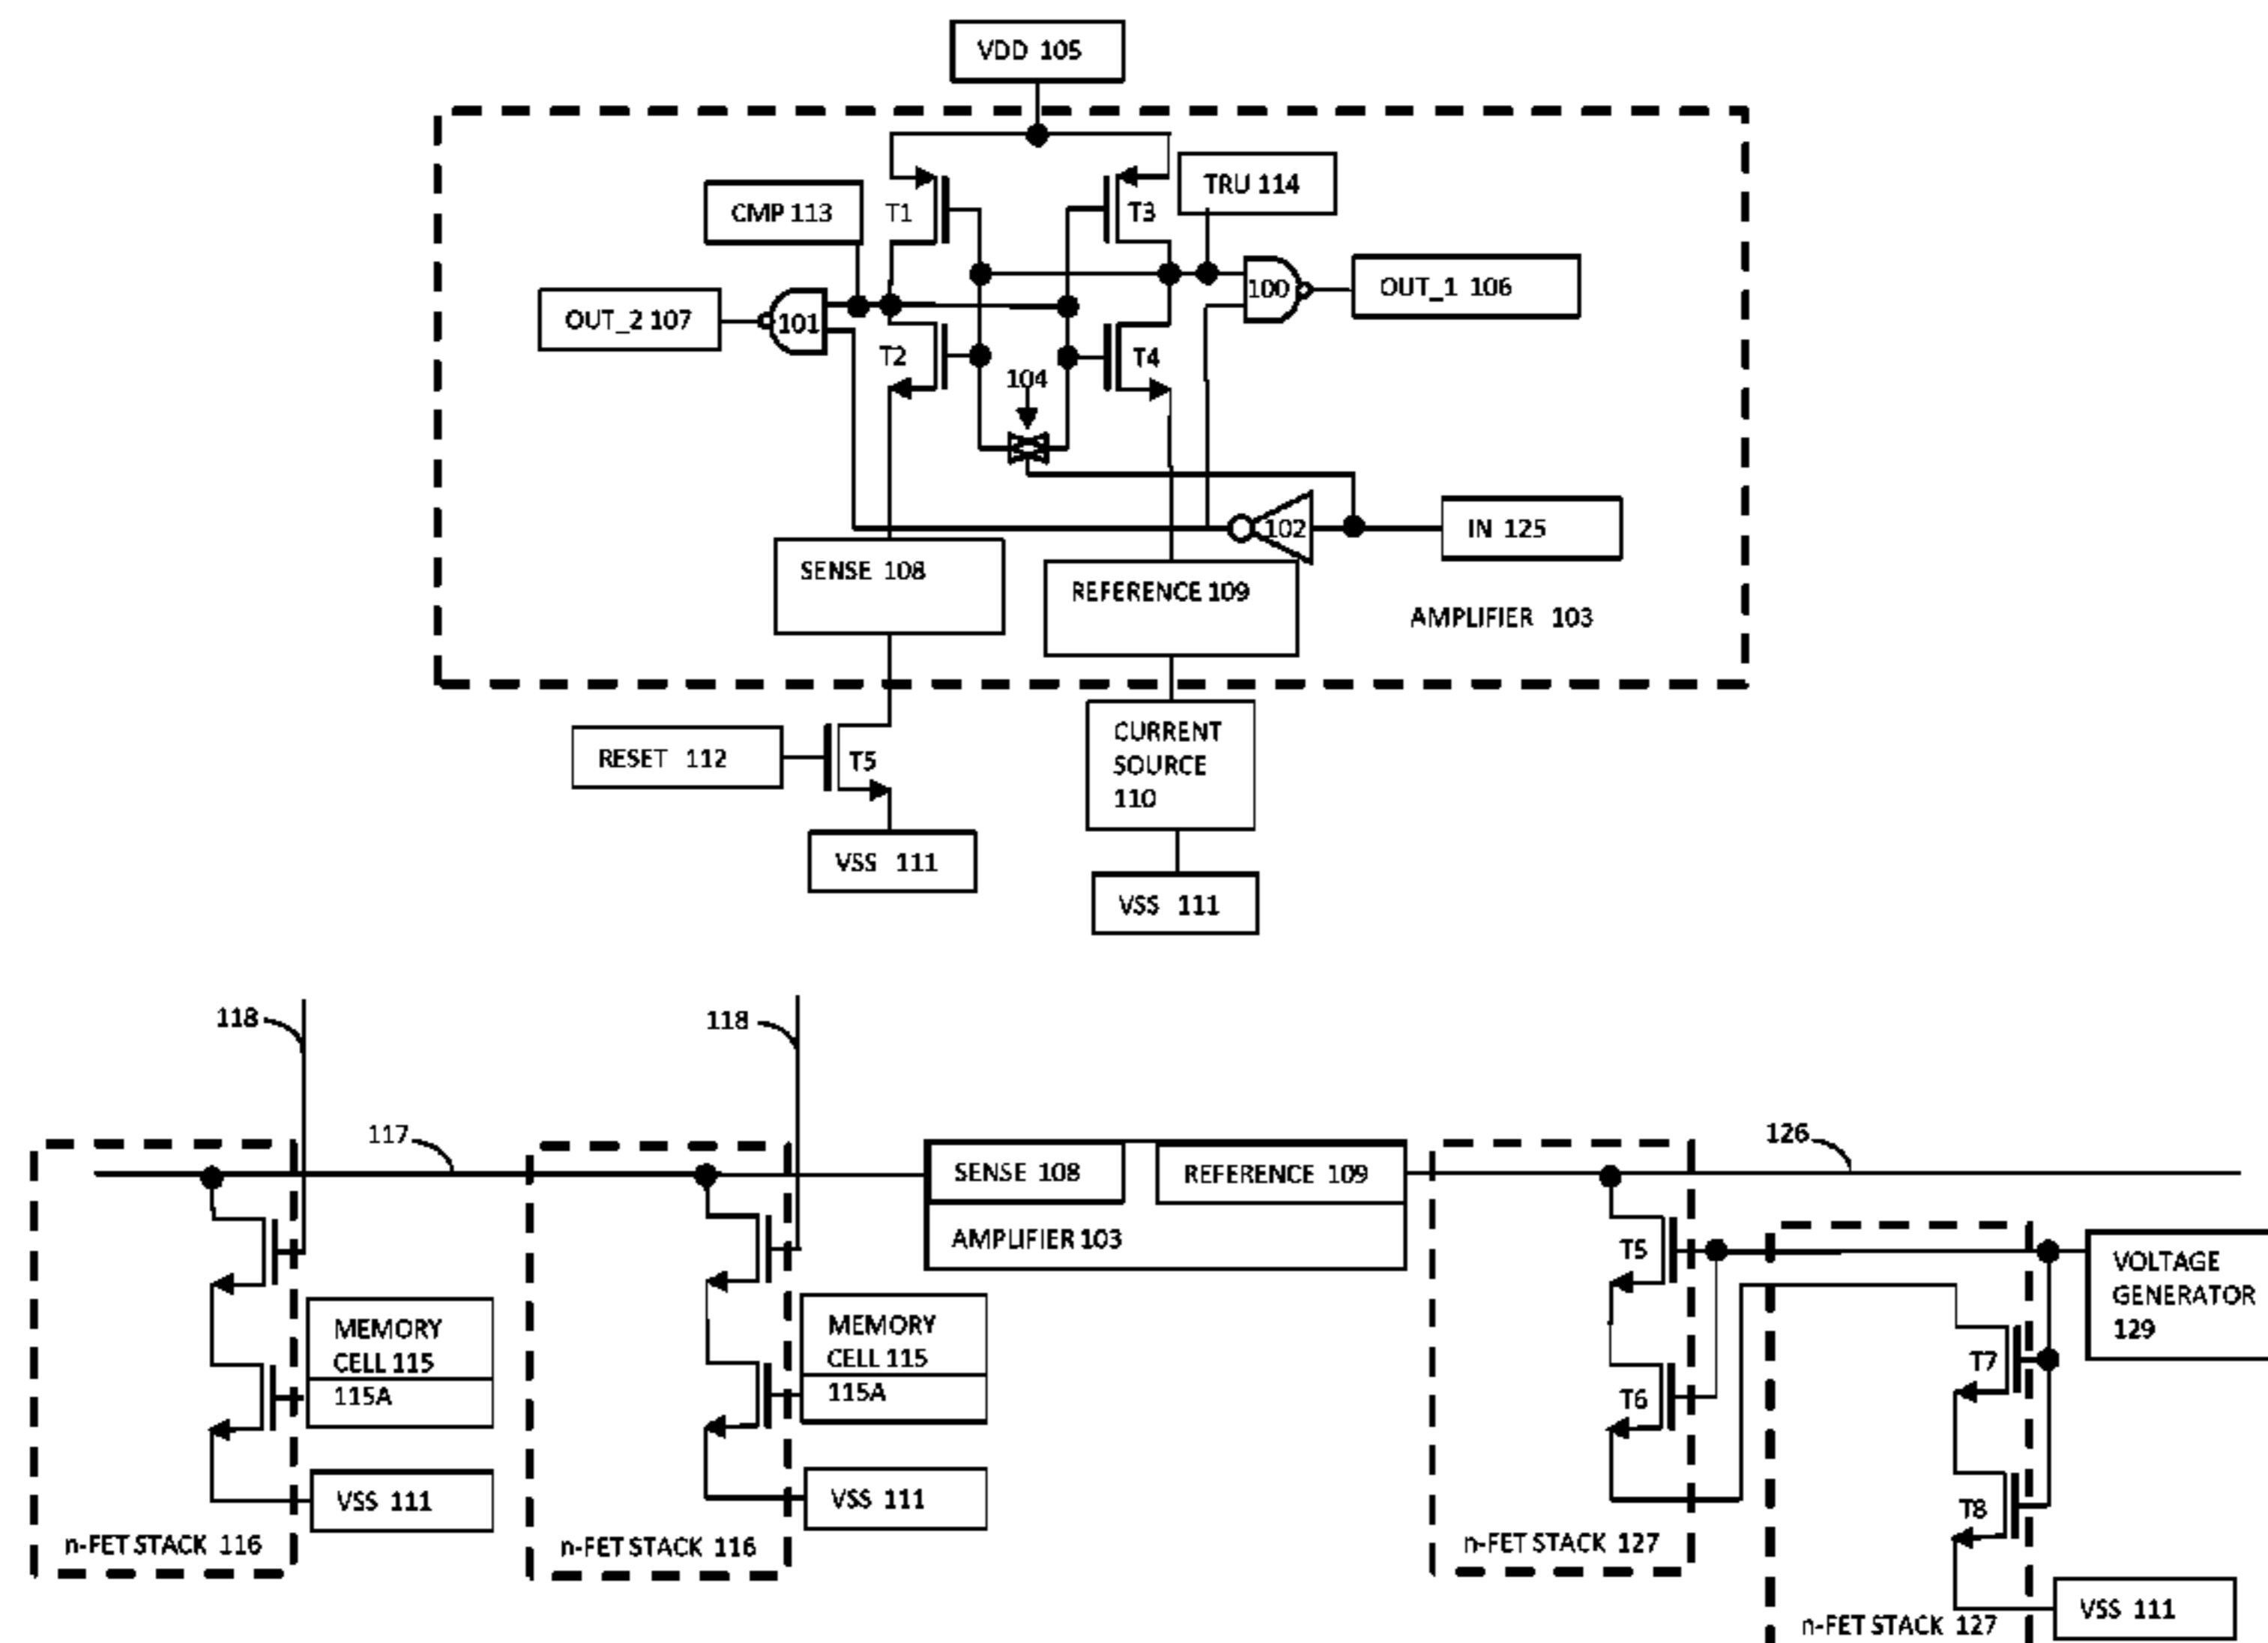 VDD 105
CMP 113
T1
T3
TRU 114
OUT_2 107
101
100
OUT_1 106
T2
T4
104
102
IN 125
SENSE 108
REFERENCE 109
AMPLIFIER 103
RESET 112
T5
CURRENT
SOURCE
110
VSS 111
VSS 111
118
118
117
126
SENSE 108
REFERENCE 109
AMPLIFIER 103
T5
VOLTAGE
GENERATOR
129
MEMORY
CELL 115
115A
MEMORY
CELL 115
115A
T6
T7
T8
VSS 111
VSS 111
n-FET STACK 116
n-FET STACK 116
n-FET STACK 127
VSS 111
n-FET STACK 127